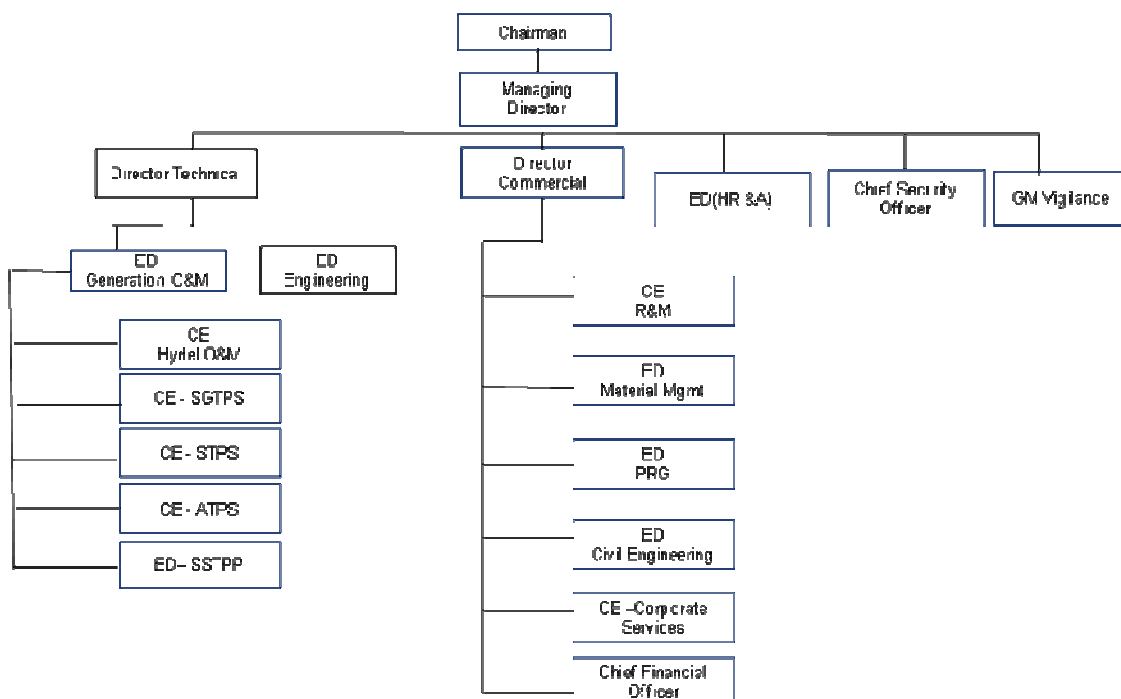 Chairman
Managing
Director
Director Technical
Director
Commercial
ED(HR &A)
Chief Security
Officer
GM Vigilance
ED
Generation O&M
ED
Engineering
CE
Hydel O&M
CE - SGTPS
CE - STPS
CE - ATPS
ED– SSTPP
CE
R&M
ED
Material Mgmt
ED
PRG
ED
Civil Engineering
CE –Corporate
Services
Chief Financial
Officer